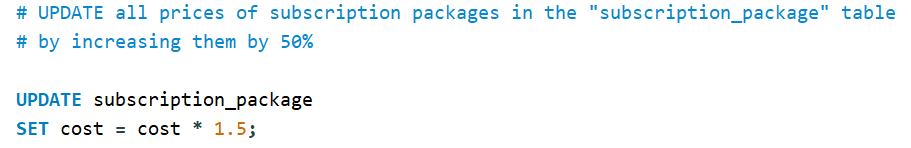 # UPDATE all prices of subscription packages in the "subscription_package" table
# by increasing them by 50%
UPDATE subscription_package
SET cost = cost * 1.5;